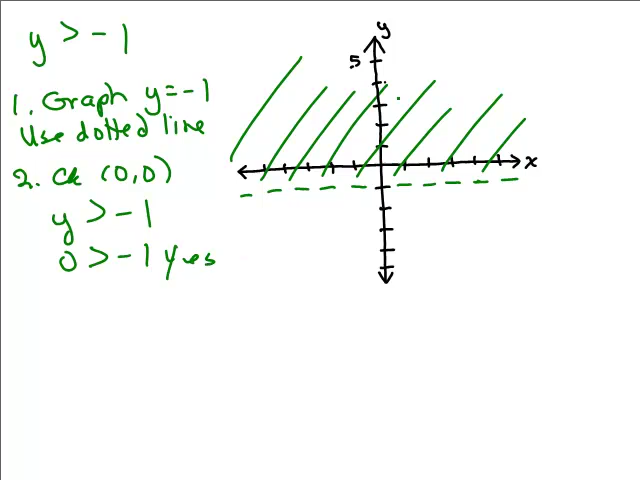 y > -1
1. Graph y=-1
Use dotted line
2. Ck (0,0)
y > -1
0 > -1 yes
y
5
x